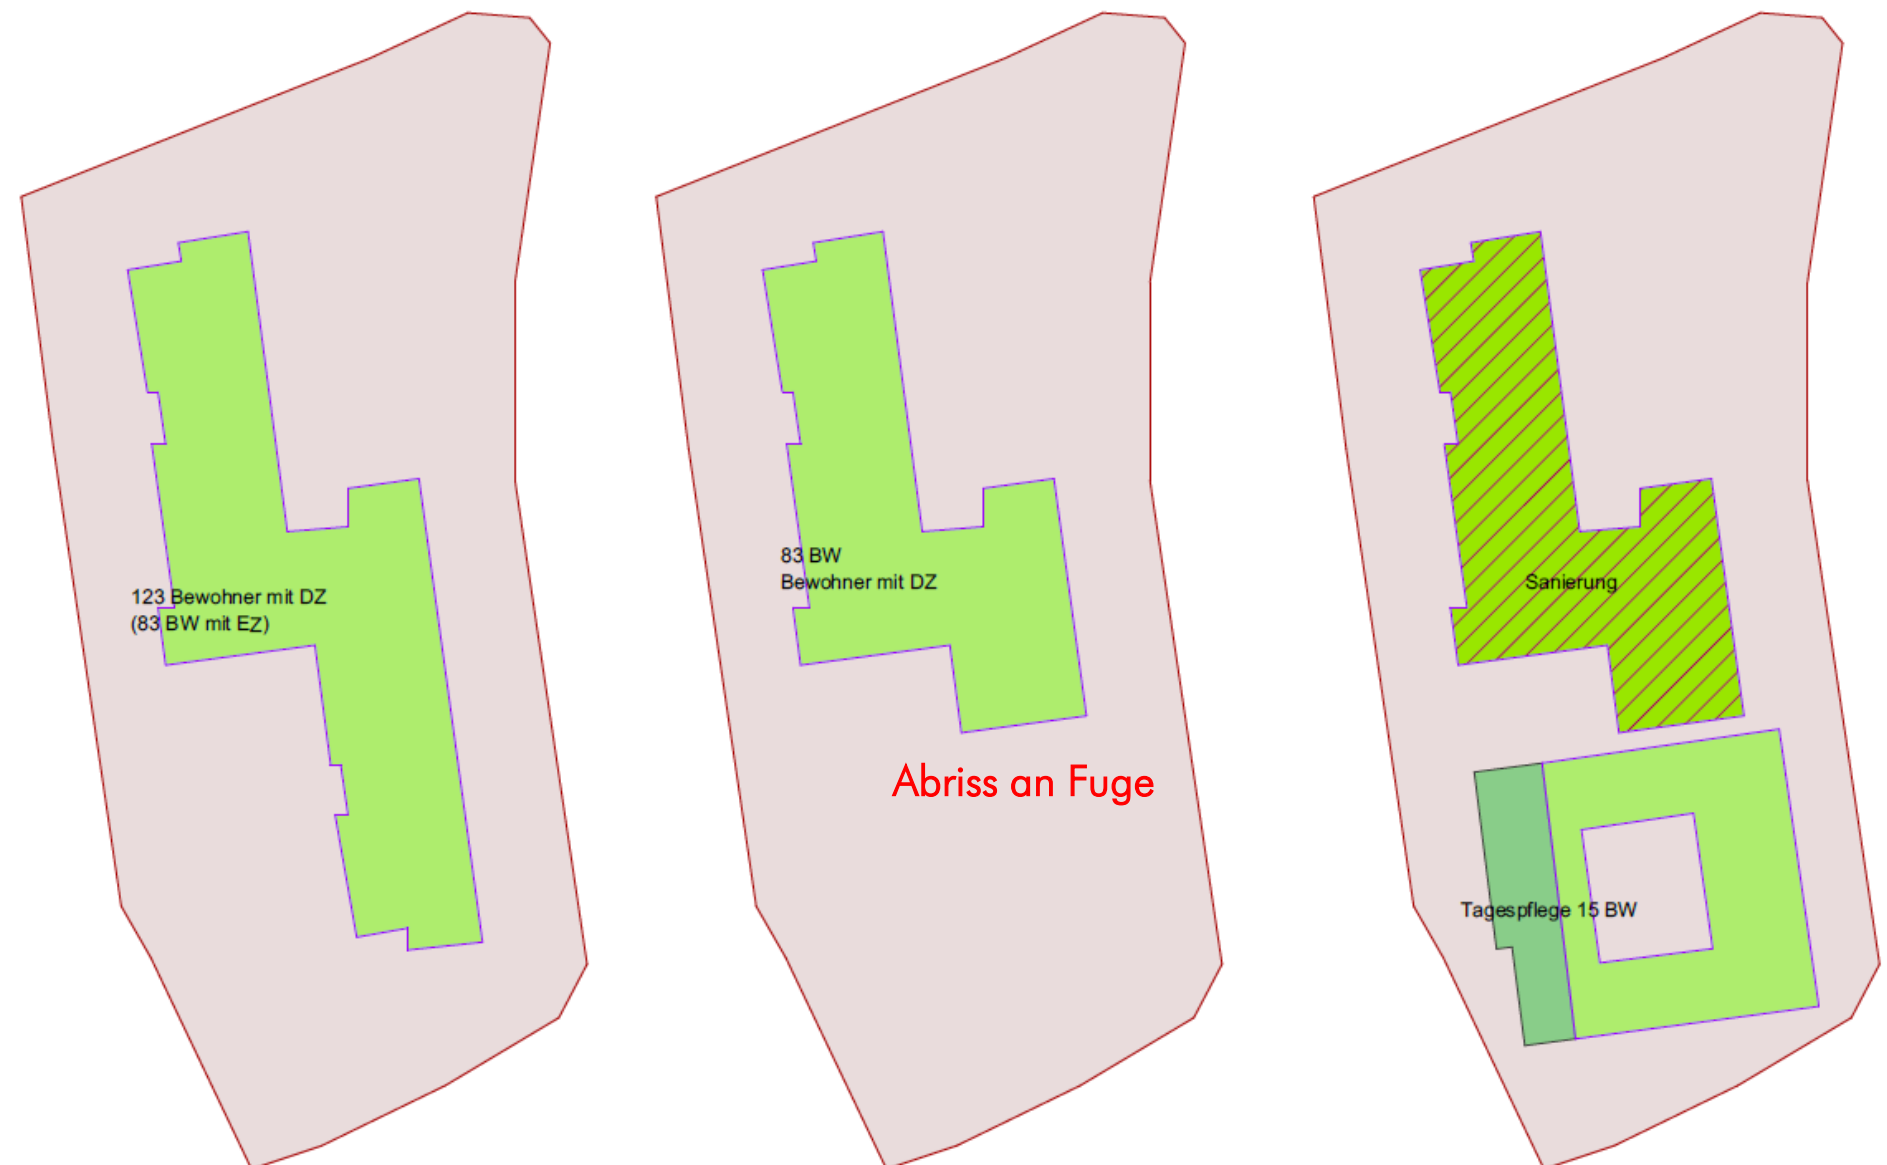 123 Bewohner mit DZ
(83 BW mit EZ)
83 BW
Bewohner mit DZ
Abriss an Fuge
Sanierung
Tagespflege 15 BW